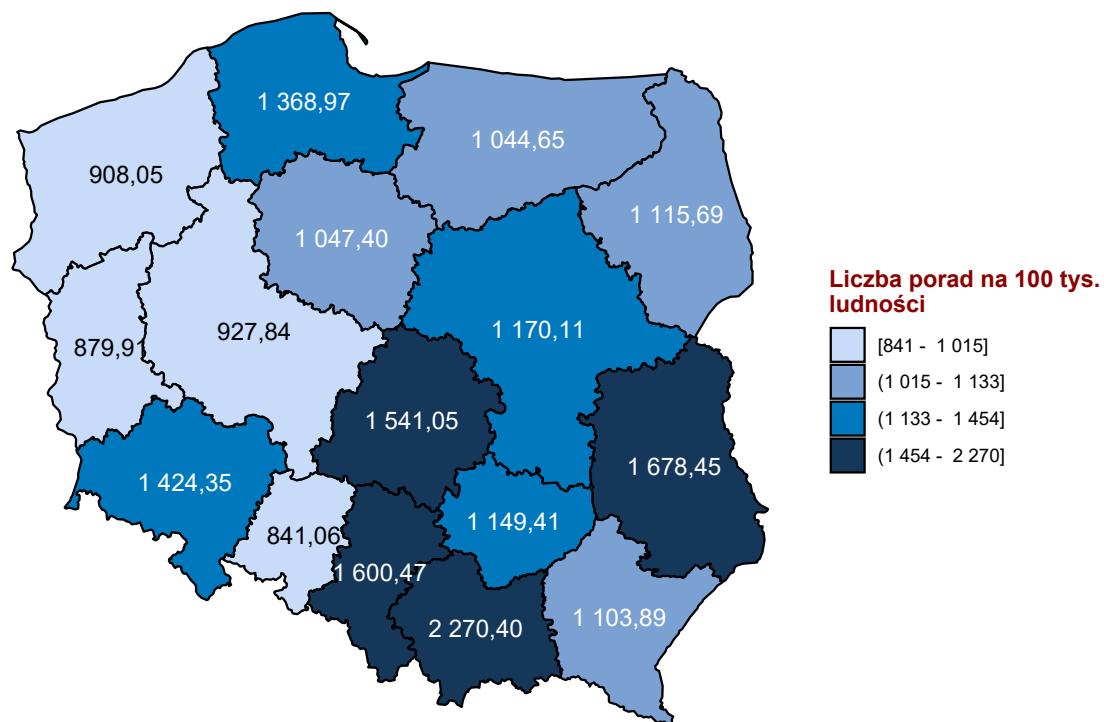 1 368,97
1 044,65
908,05
1 115,69
1 047,40
1 170,11
927,84
879,91
1 541,05
1 678,45
1 424,35
1 149,41
841,06
1 600,47
1 103,89
2 270,40
Liczba porad na 100 tys.
ludności
[841 - 1 015]
(1 015 - 1 133]
(1 133 - 1 454]
(1 454 - 2 270]